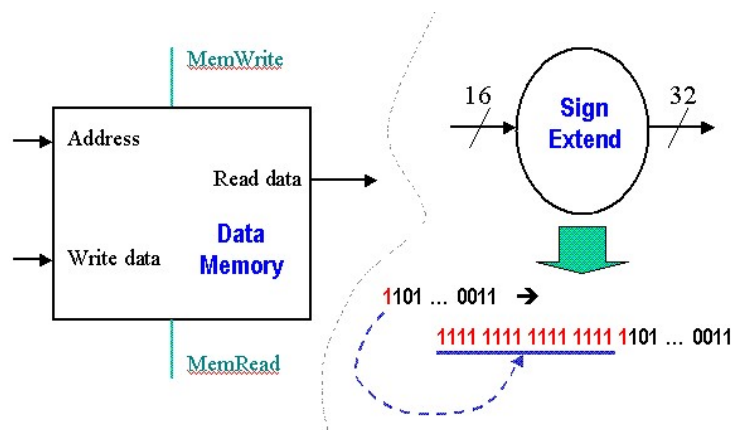 MemWrite
Address
Read data
Write data
Data
Memory
MemRead
16
32
Sign
Extend
1101 ... 0011 ➔
1111 1111 1111 1111 1101 ... 0011